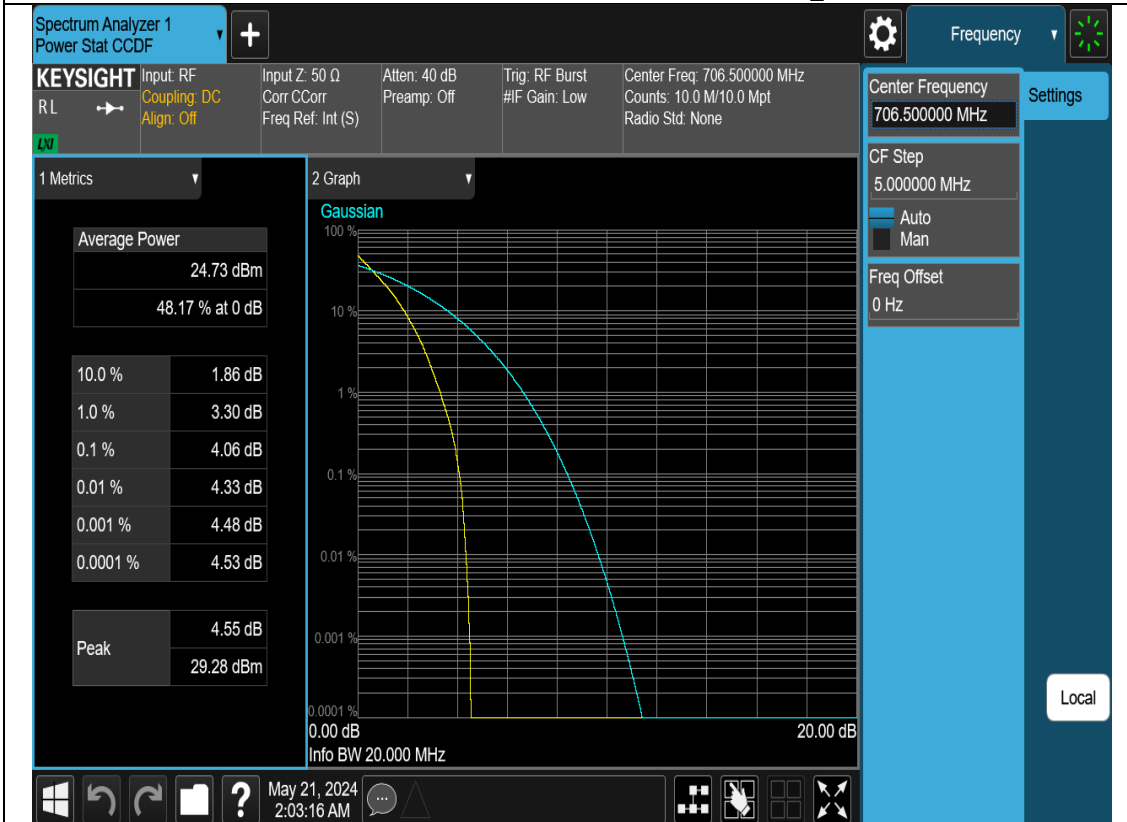 Spectrum Analyzer 1
Power Stat CCDF
Frequency
KEYSIGHT
RL
LXI
Input: RF
Coupling: DC
Align: Off
Input Z: 50 Ω
Corr CCorr
Freq Ref: Int (S)
Atten: 40 dB
Preamp: Off
Trig: RF Burst
#IF Gain: Low
Center Freq: 706.500000 MHz
Counts: 10.0 M/10.0 Mpt
Radio Std: None
Center Frequency
706.500000 MHz
Settings
CF Step
5.000000 MHz
Auto
Man
Freq Offset
0 Hz
1 Metrics
Average Power
24.73 dBm
48.17 % at 0 dB
10.0 % 1.86 dB
1.0 % 3.30 dB
0.1 % 4.06 dB
0.01 % 4.33 dB
0.001 % 4.48 dB
0.0001 % 4.53 dB
Peak
4.55 dB
29.28 dBm
2 Graph
Gaussian
100 %
10 %
1 %
0.1 %
0.01 %
0.001 %
0.0001 %
0.00 dB 20.00 dB
Info BW 20.000 MHz
Local
?
May 21, 2024
2:03:16 AM